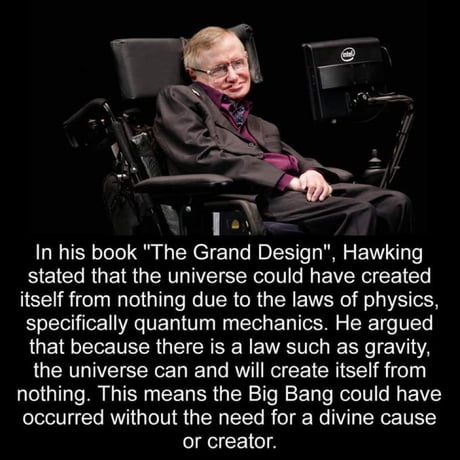 intel
In his book "The Grand Design", Hawking
stated that the universe could have created
itself from nothing due to the laws of physics,
specifically quantum mechanics. He argued
that because there is a law such as gravity,
the universe can and will create itself from
nothing. This means the Big Bang could have
occurred without the need for a divine cause
or creator.